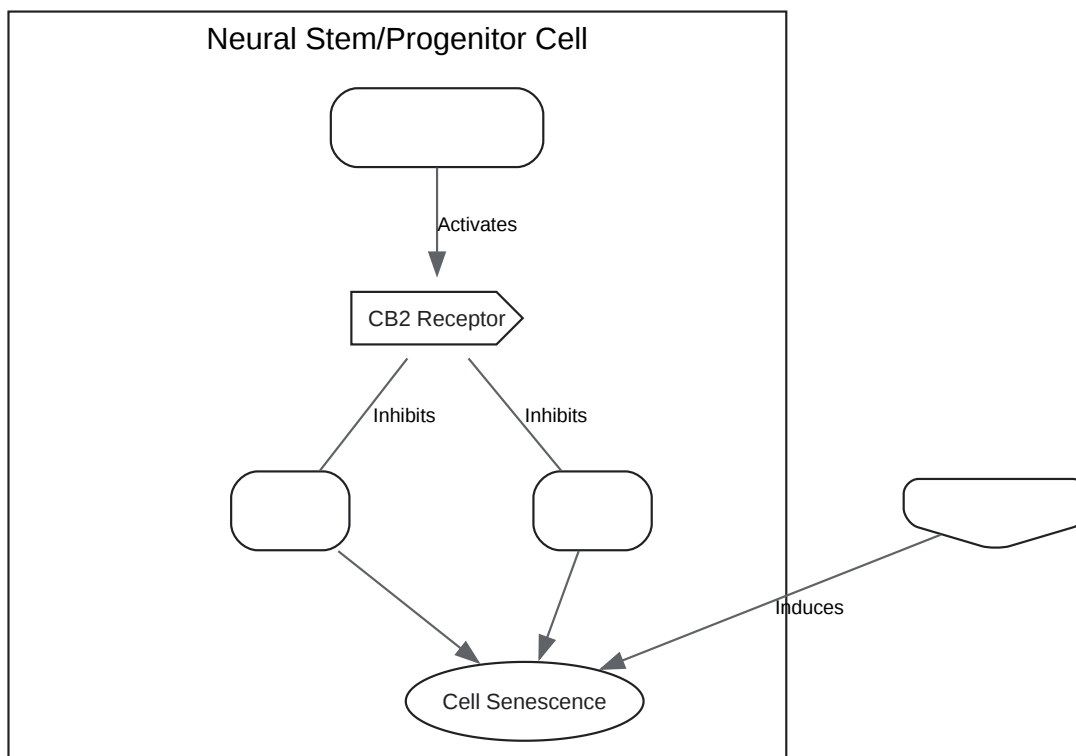 Neural Stem/Progenitor Cell
Activates
CB2 Receptor
Inhibits
Inhibits
Induces
Cell Senescence